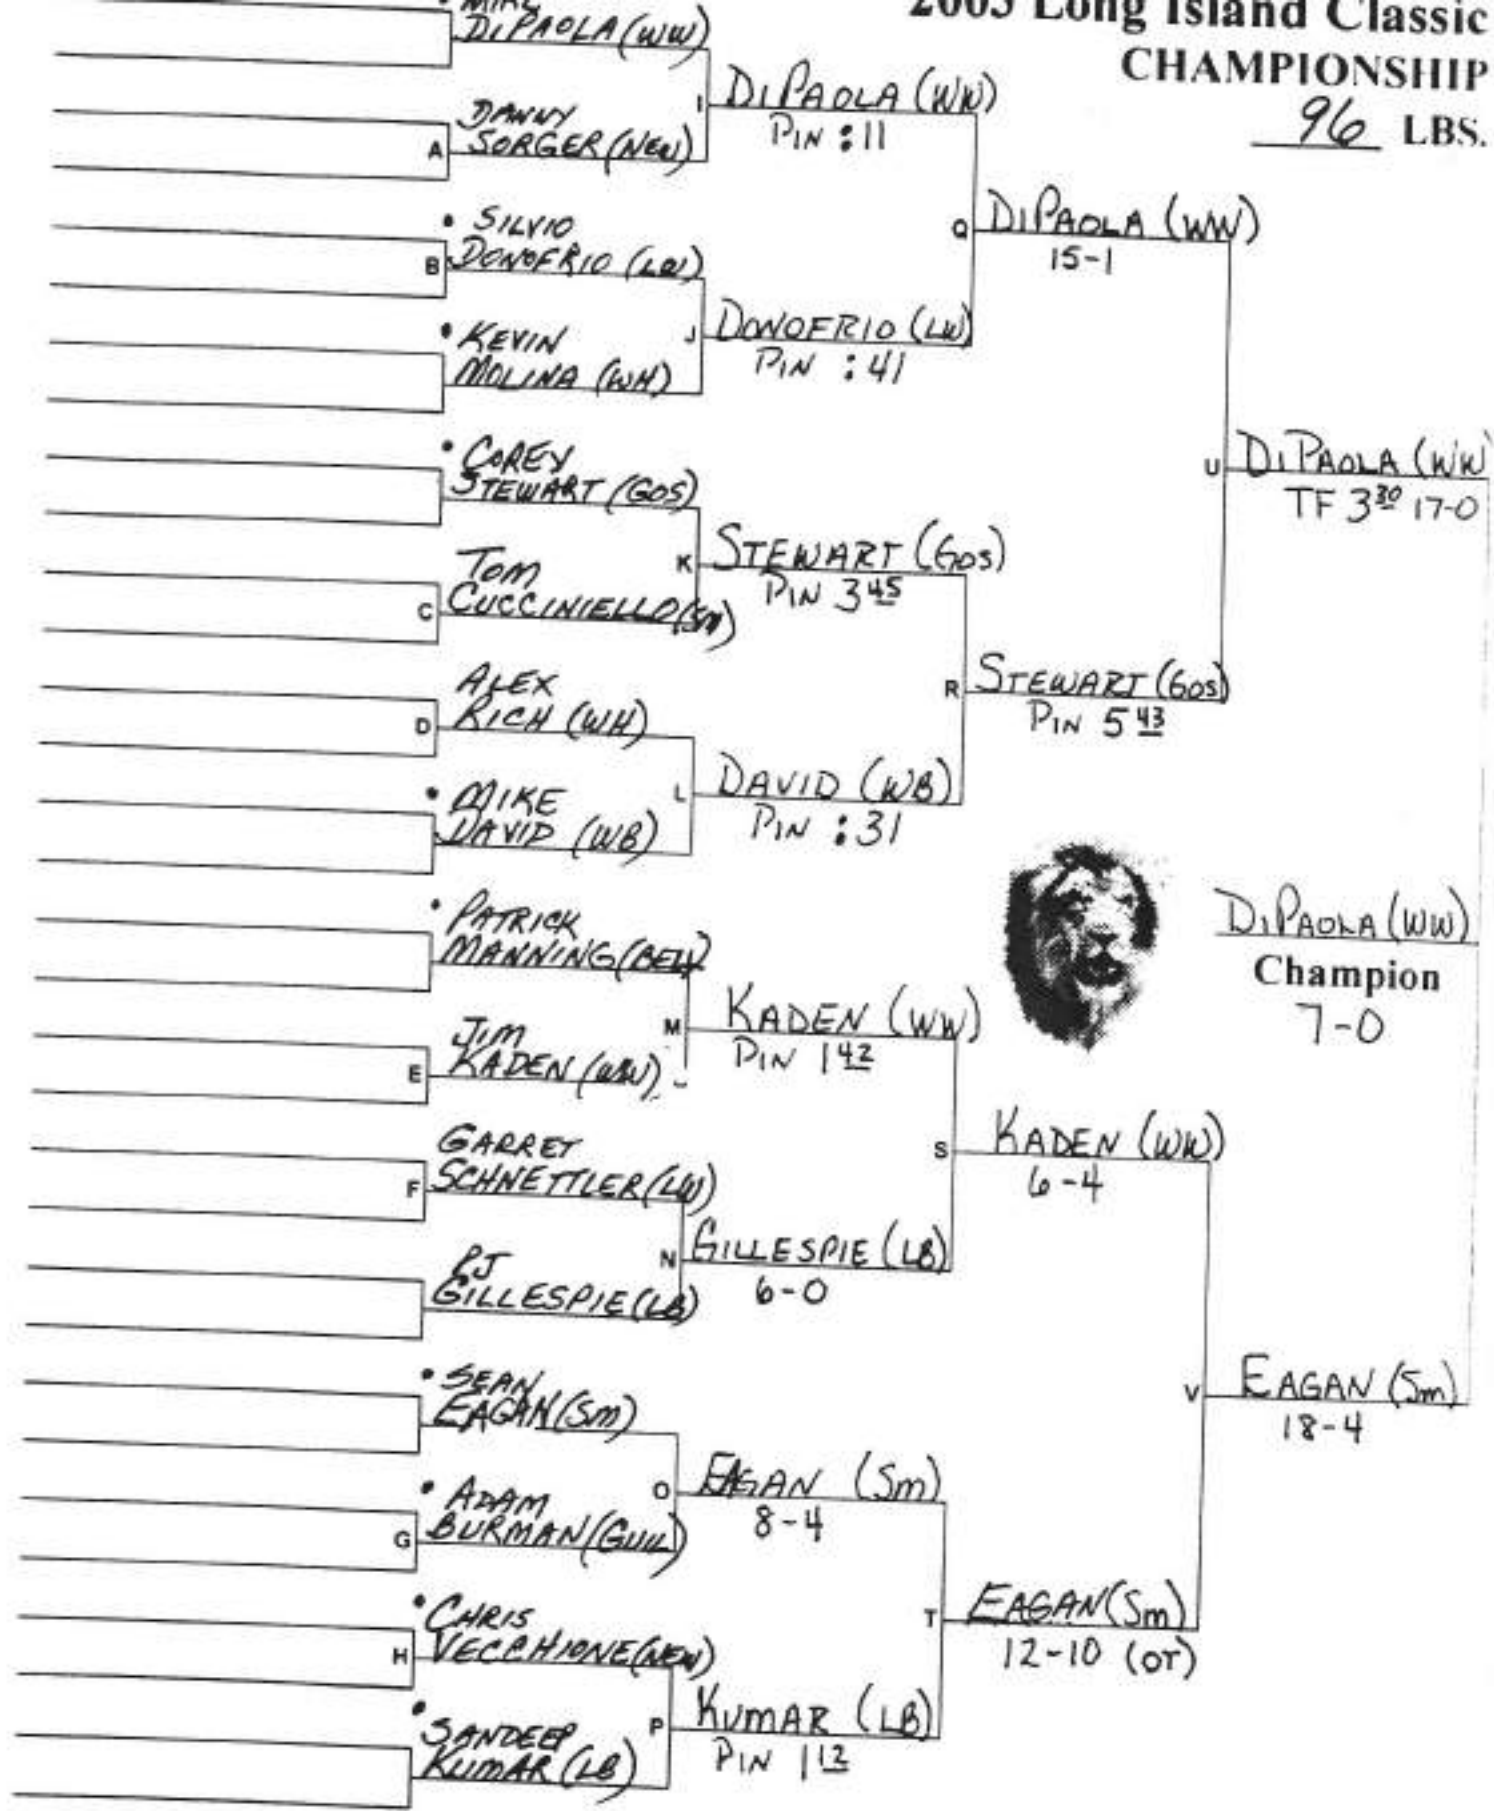 2003 Long Island Classic
CHAMPIONSHIP
96 LBS.
DIPAOLA (WW)
DANNY
A SORGER (NEW)
I DIPAOLA (WW)
PIN :11
• SILVIO
B DONOFRIO (LW)
• KEVIN
MOLINA (WH)
J DONOFRIO (LW)
PIN :41
Q DIPAOLA (WW)
15-1
• COREY
STEWART (GOS)
TOM
C CUCCINIELLO (SM)
K STEWART (GOS)
PIN 3 45
ALEX
D RICH (WH)
• MIKE
DAVID (WB)
L DAVID (WB)
PIN :31
R STEWART (GOS)
PIN 5 43
U DIPAOLA (WW
TF 3 30 17-0
• PATRICK
MANNING (BELL)
JIM
E KADEN (WW)
M KADEN (WW)
PIN 1 42
GARRET
F SCHNETTLER (LW)
PJ
GILLESPIE (LB)
N GILLESPIE (LB)
6-0
S KADEN (WW)
6-4
• SEAN
EAGAN (SM)
• ADAM
G BURMAN (GUIL)
O EAGAN (Sm)
8-4
• CHRIS
H VECCHIONE (NEW)
• SANDEEP
KUMAR (LB)
P KUMAR (LB)
PIN 1 12
T EAGAN (Sm)
12-10 (OT)
V EAGAN (Sm)
18-4
DIPAOLA (WW)
Champion
7-0